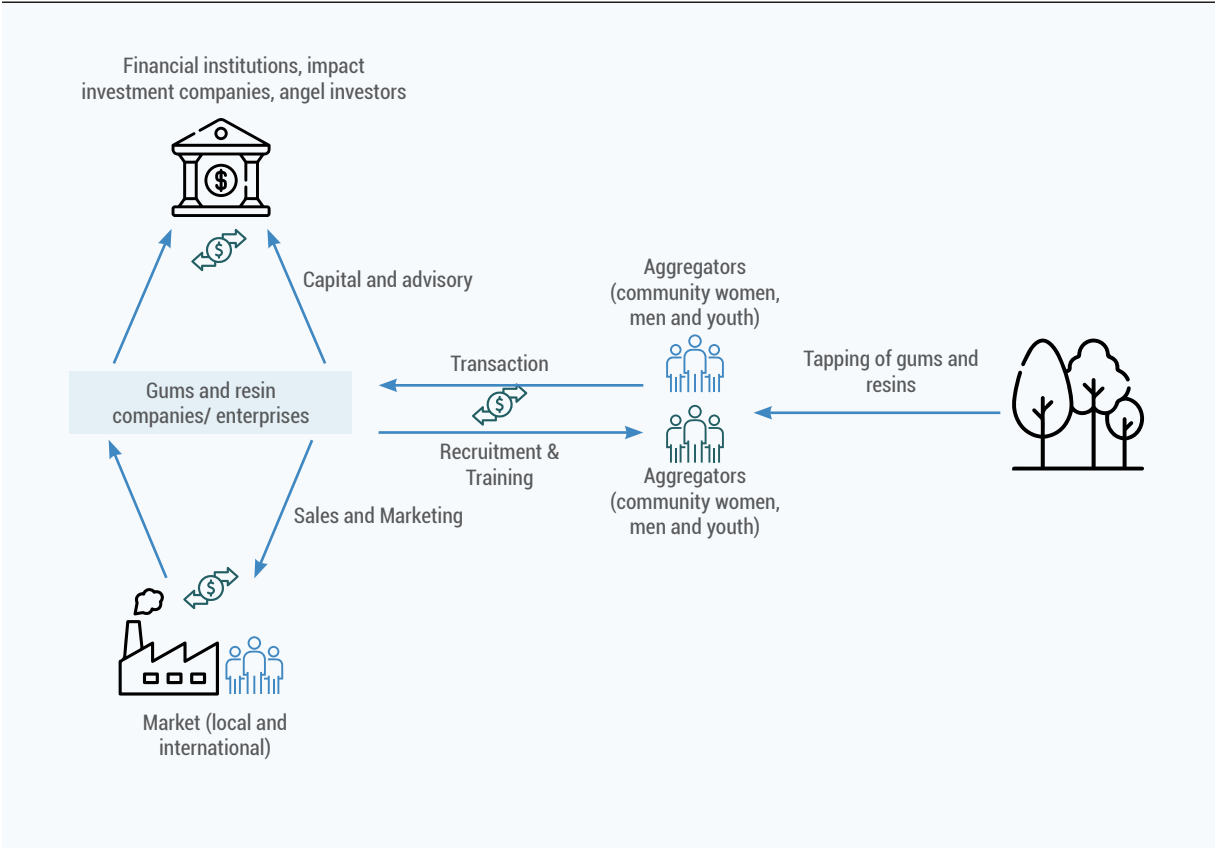 Financial institutions, impact
investment companies, angel investors
$
$
Capital and advisory
Aggregators
(community women,
men and youth)
Transaction
Tapping of gums and
resins
Gums and resin
companies/ enterprises
$
Recruitment &
Training
Aggregators
(community women,
men and youth)
Sales and Marketing
$
Market (local and
international)